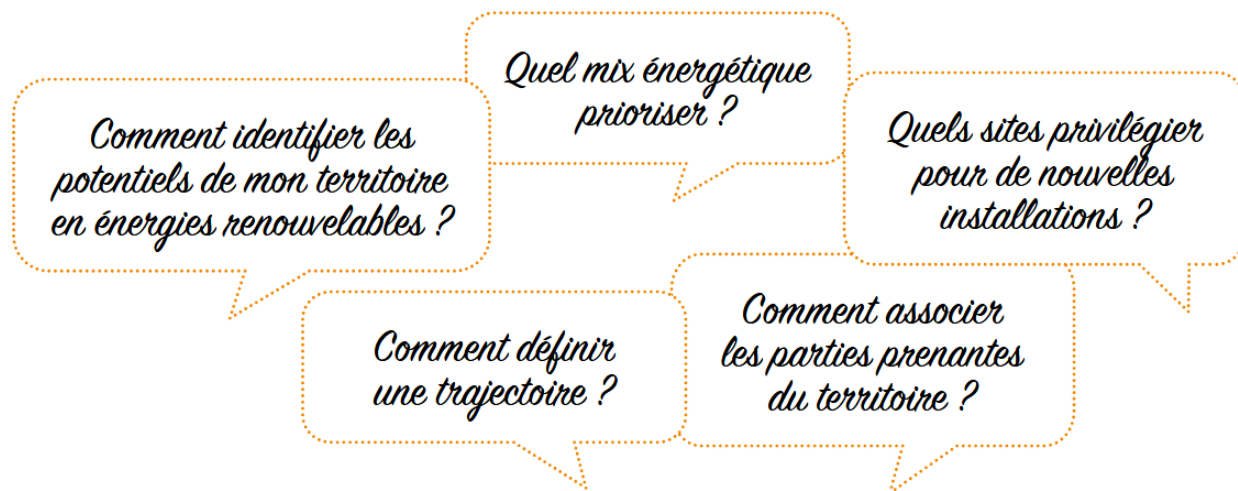 Quel mix énergétique
prioriser ?
Comment identifier les
potentiels de mon territoire
en énergies renouvelables ?
Quels sites privilégier
pour de nouvelles
installations ?
Comment définir
une trajectoire ?
Comment associer
les parties prenantes
du territoire ?